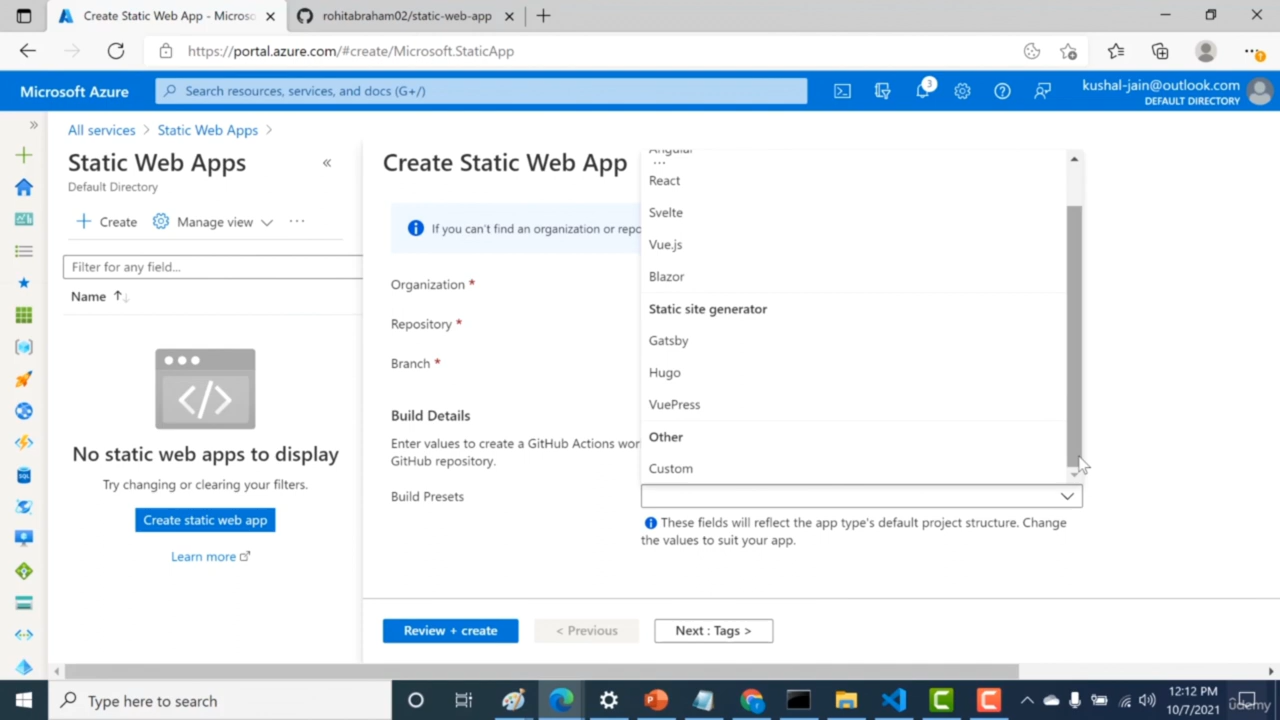 Create Static Web App - Microso
rohitabraham02/static-web-app
https://portal.azure.com/#create/Microsoft.StaticApp
Microsoft Azure
Search resources, services, and docs (G+/)
3
kushal-jain@outlook.com
DEFAULT DIRECTORY
All services > Static Web Apps >
Static Web Apps
Default Directory
Create
Manage view
Filter for any field...
Name
No static web apps to display
Try changing or clearing your filters.
Create static web app
Learn more
Create Static Web App
...
If you can't find an organization or repo
Organization *
Repository *
Branch *
Build Details
Enter values to create a GitHub Actions wor
GitHub repository.
Build Presets
Angular
React
Svelte
Vue.js
Blazor
Static site generator
Gatsby
Hugo
VuePress
Other
Custom
These fields will reflect the app type's default project structure. Change
the values to suit your app.
Review + create
< Previous
Next : Tags >
Type here to search
12:12 PM
10/7/2021
udemy